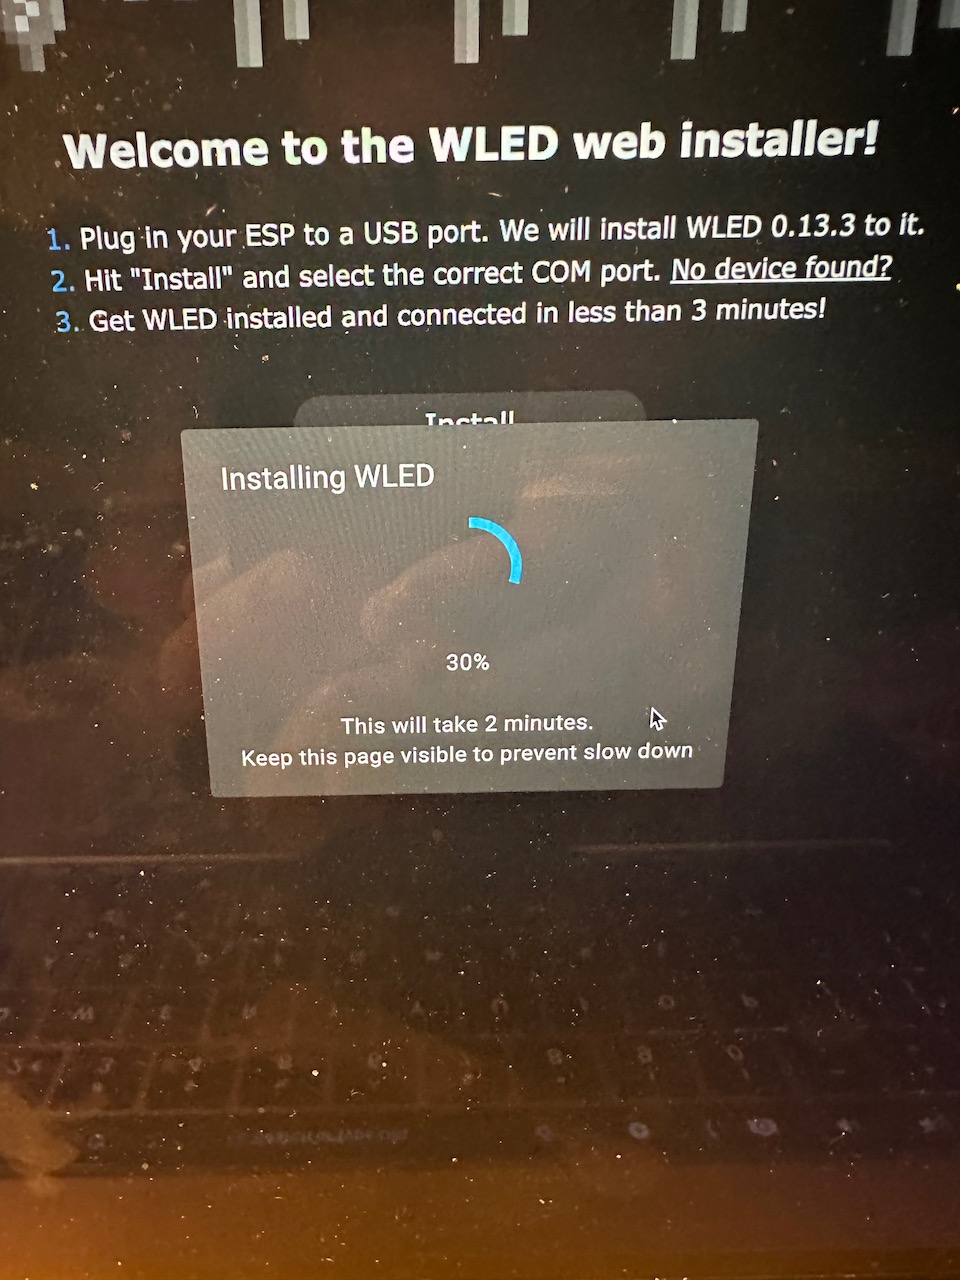 Welcome to the WLED web installer!
1. Plug in your ESP to a USB port. We will install WLED 0.13.3 to it.
2. Hit "Install" and select the correct COM port. No device found?
3. Get WLED installed and connected in less than 3 minutes!
Install
Installing WLED
30%
This will take 2 minutes.
Keep this page visible to prevent slow down